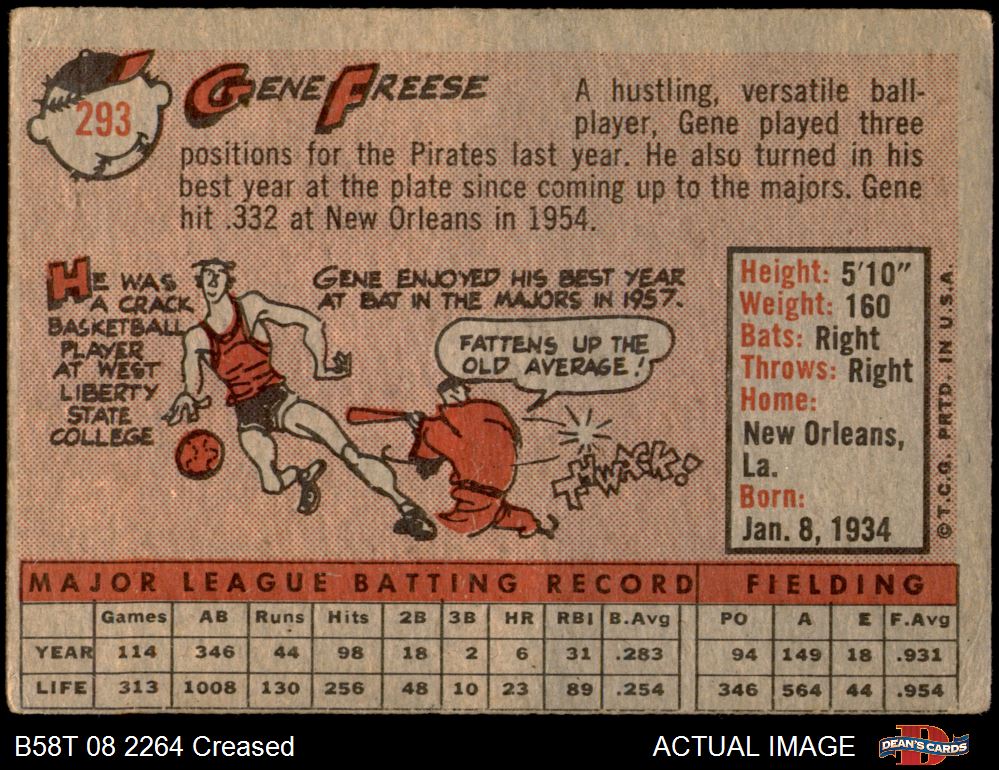 293
GENE FREESE
A hustling, versatile ball-
player, Gene played three
positions for the Pirates last year. He also turned in his
best year at the plate since coming up to the majors. Gene
hit .332 at New Orleans in 1954.
HE WAS
A CRACK
BASKETBALL
PLAYER
AT WEST
LIBERTY
STATE
COLLEGE
GENE ENJOYED HIS BEST YEAR
AT BAT IN THE MAJORS IN 1957.
FATTENS UP THE
OLD AVERAGE!
THWACK!
Height: 5'10"
Weight: 160
Bats: Right
Throws: Right
Home:
New Orleans,
La.
Born:
Jan. 8, 1934
© T.C.G. PRTD. IN U.S.A.
MAJOR LEAGUE BATTING RECORD FIELDING
Games AB Runs Hits 2B 3B HR RBI B.Avg PO A E F.Avg
YEAR 114 346 44 98 18 2 6 31 .283 94 149 18 .931
LIFE 313 1008 130 256 48 10 23 89 .254 346 564 44 .954
B58T 08 2264 Creased
ACTUAL IMAGE
DEAN'S CARDS